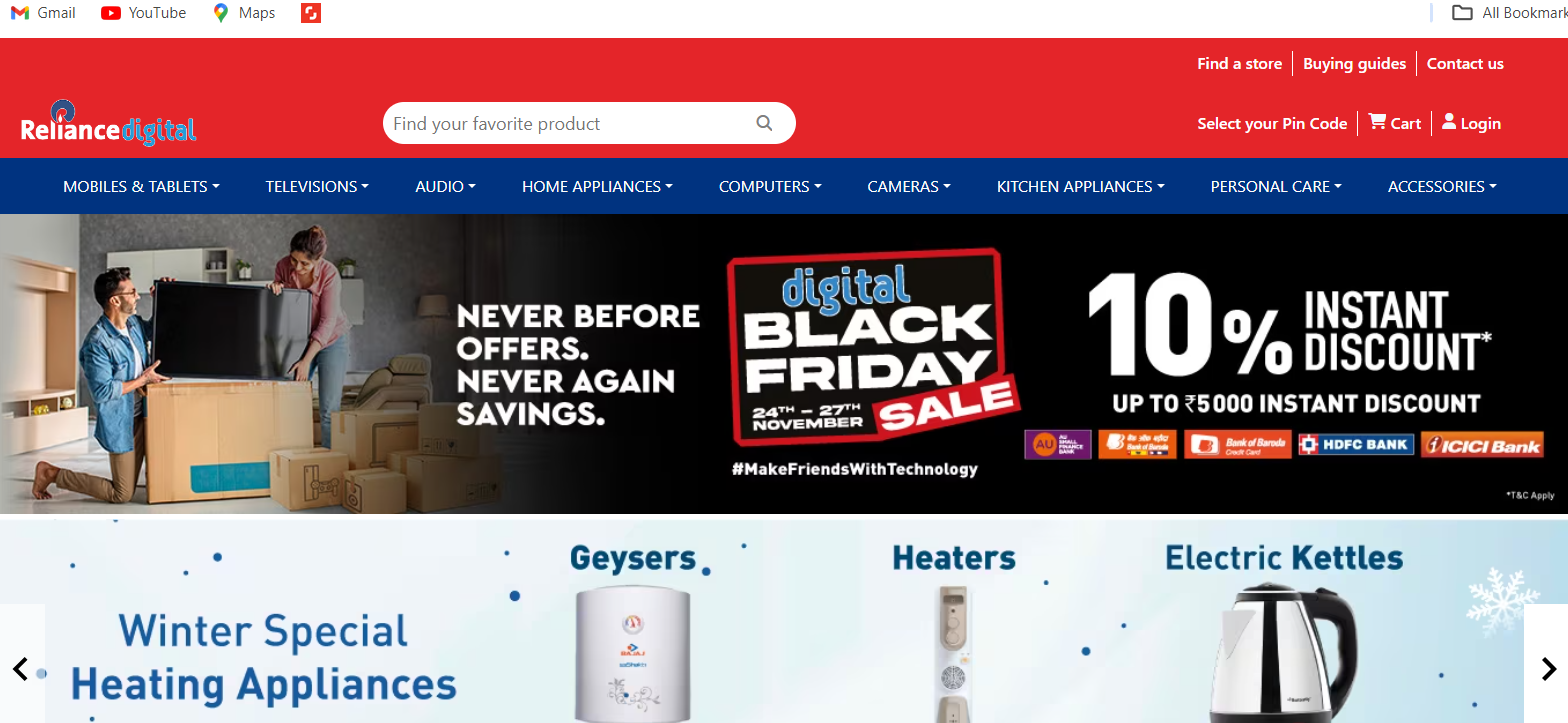 Gmail
YouTube
Maps
All Bookmark
Find a store
Buying guides
Contact us
Reliance digital
Find your favorite product
Select your Pin Code
Cart
Login
MOBILES & TABLETS
TELEVISIONS
AUDIO
HOME APPLIANCES
COMPUTERS
CAMERAS
KITCHEN APPLIANCES
PERSONAL CARE
ACCESSORIES
NEVER BEFORE
OFFERS.
NEVER AGAIN
SAVINGS.
digital
BLACK
FRIDAY
24TH – 27TH
NOVEMBER
SALE
#MakeFriendsWithTechnology
10% INSTANT
DISCOUNT*
UP TO ₹5000 INSTANT DISCOUNT
AU
SMALL
FINANCE
BANK
Bank of Baroda
Bank of Baroda
Credit Card
HDFC BANK
ICICI Bank
*T&C Apply
Winter Special
Heating Appliances
Geysers
BAJAJ
Heaters
Electric Kettles